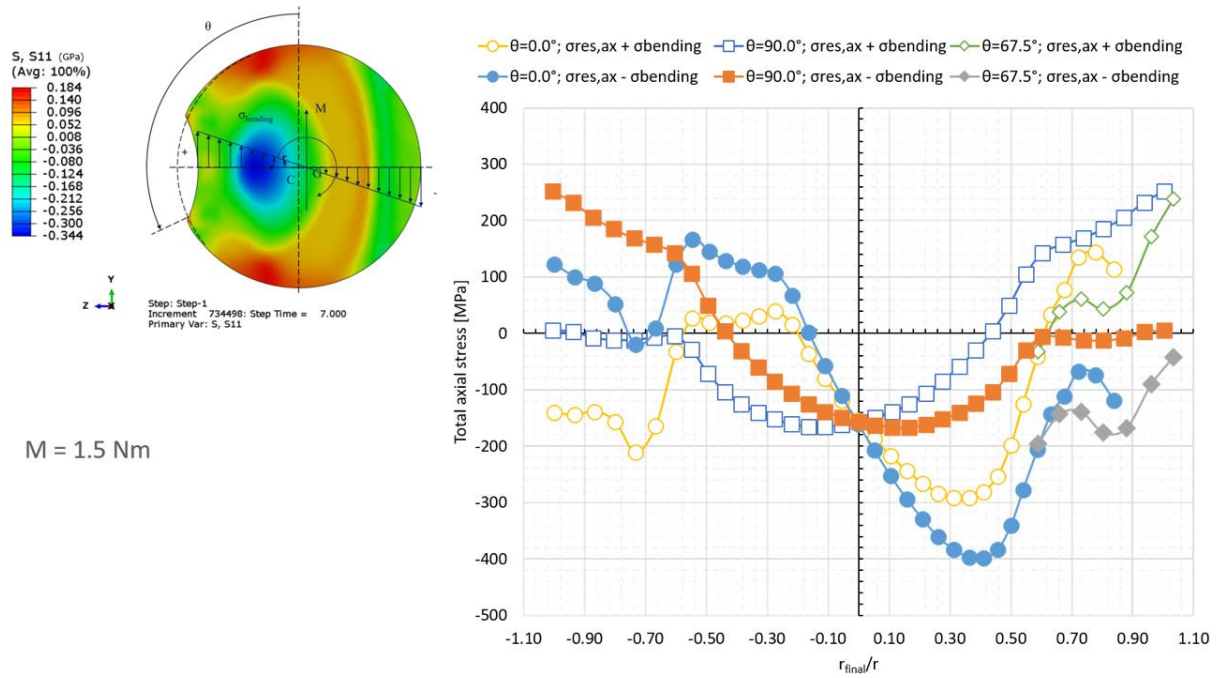 θ
S, S11 (GPa)
(Avg: 100%)
0.184
0.140
0.096
0.052
0.008
-0.036
-0.080
-0.124
-0.168
-0.212
-0.256
-0.300
-0.344
M
σbending
+
C
G
-
Y
Z
X
Step: Step-1
Increment 734498: Step Time = 7.000
Primary Var: S, S11
M = 1.5 Nm
θ=0.0°; σres,ax + σbending
θ=90.0°; σres,ax + σbending
θ=67.5°; σres,ax + σbending
θ=0.0°; σres,ax - σbending
θ=90.0°; σres,ax - σbending
θ=67.5°; σres,ax - σbending
Total axial stress [MPa]
400
300
200
100
0
-100
-200
-300
-400
-500
-1.10 -0.90 -0.70 -0.50 -0.30 -0.10 0.10 0.30 0.50 0.70 0.90 1.10
rfinal/r